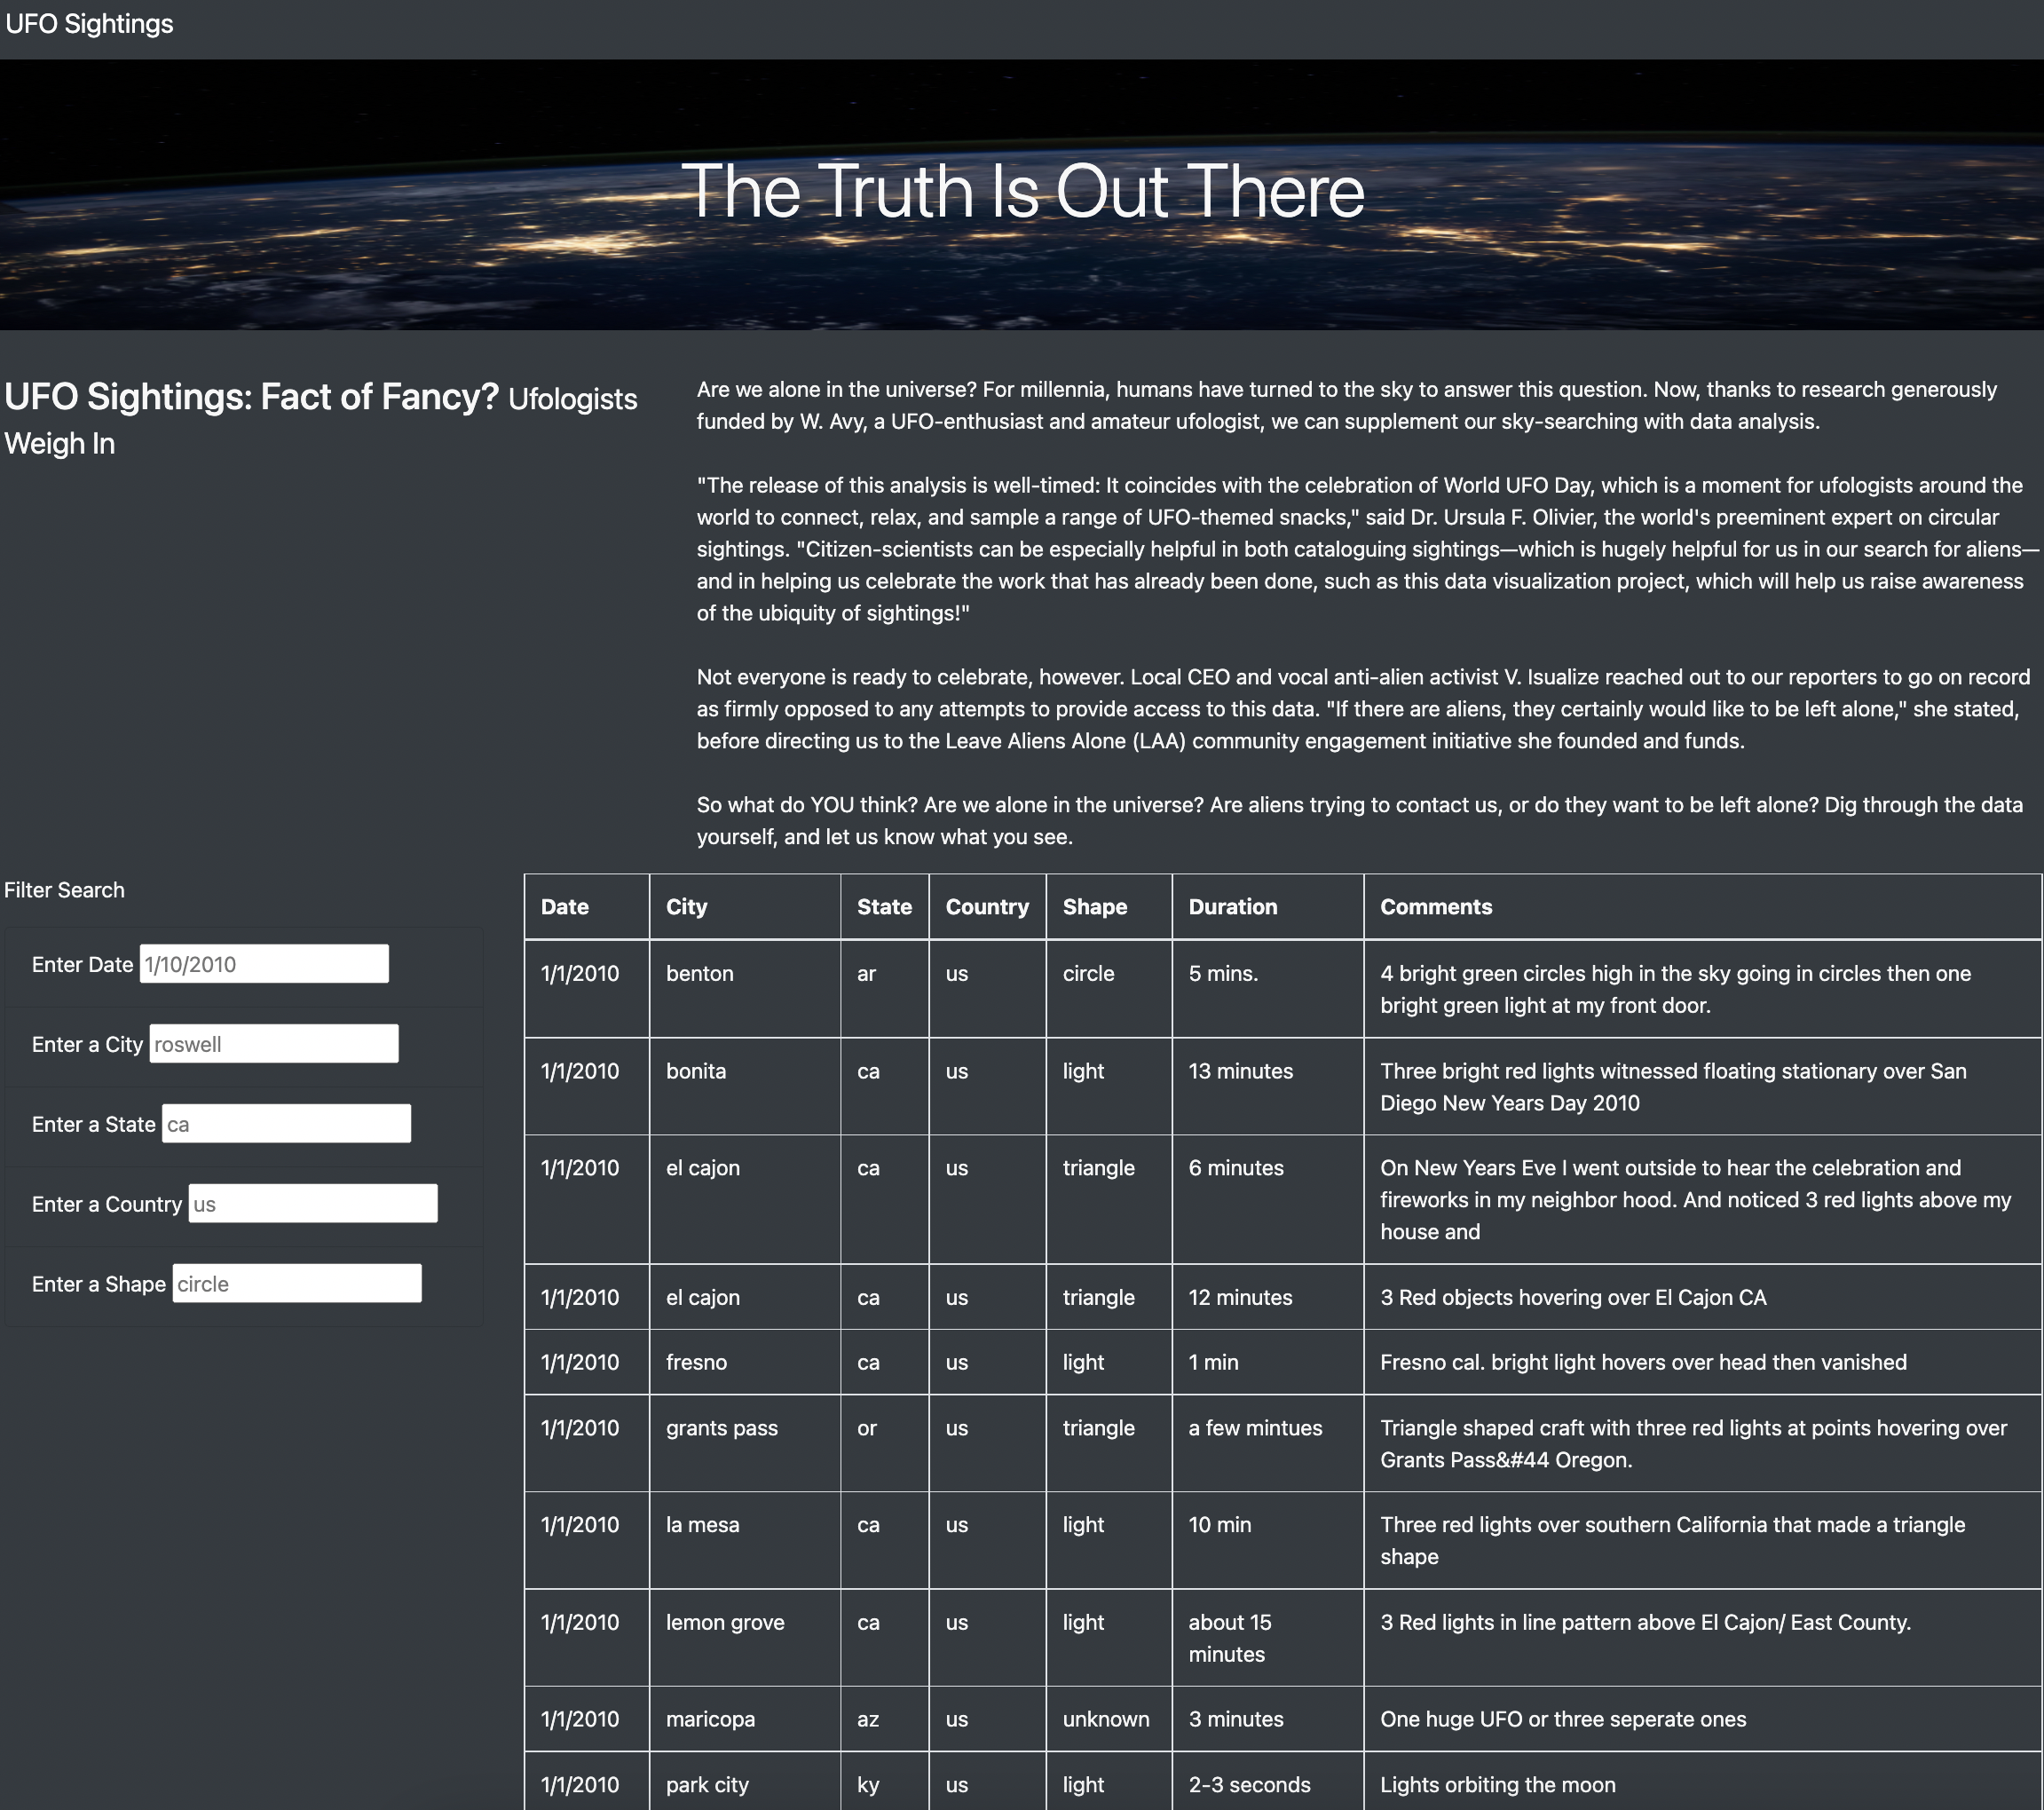 UFO Sightings
The Truth Is Out There
UFO Sightings: Fact of Fancy? Ufologists
Weigh In
Are we alone in the universe? For millennia, humans have turned to the sky to answer this question. Now, thanks to research generously
funded by W. Avy, a UFO-enthusiast and amateur ufologist, we can supplement our sky-searching with data analysis.
"The release of this analysis is well-timed: It coincides with the celebration of World UFO Day, which is a moment for ufologists around the
world to connect, relax, and sample a range of UFO-themed snacks," said Dr. Ursula F. Olivier, the world's preeminent expert on circular
sightings. "Citizen-scientists can be especially helpful in both cataloguing sightings—which is hugely helpful for us in our search for aliens—
and in helping us celebrate the work that has already been done, such as this data visualization project, which will help us raise awareness
of the ubiquity of sightings!"
Not everyone is ready to celebrate, however. Local CEO and vocal anti-alien activist V. Isualize reached out to our reporters to go on record
as firmly opposed to any attempts to provide access to this data. "If there are aliens, they certainly would like to be left alone," she stated,
before directing us to the Leave Aliens Alone (LAA) community engagement initiative she founded and funds.
So what do YOU think? Are we alone in the universe? Are aliens trying to contact us, or do they want to be left alone? Dig through the data
yourself, and let us know what you see.
Filter Search
Enter Date 1/10/2010
Enter a City roswell
Enter a State ca
Enter a Country us
Enter a Shape circle
Date City State Country Shape Duration Comments
1/1/2010 benton ar us circle 5 mins. 4 bright green circles high in the sky going in circles then one
bright green light at my front door.
1/1/2010 bonita ca us light 13 minutes Three bright red lights witnessed floating stationary over San
Diego New Years Day 2010
1/1/2010 el cajon ca us triangle 6 minutes On New Years Eve I went outside to hear the celebration and
fireworks in my neighbor hood. And noticed 3 red lights above my
house and
1/1/2010 el cajon ca us triangle 12 minutes 3 Red objects hovering over El Cajon CA
1/1/2010 fresno ca us light 1 min Fresno cal. bright light hovers over head then vanished
1/1/2010 grants pass or us triangle a few mintues Triangle shaped craft with three red lights at points hovering over
Grants Pass&#44 Oregon.
1/1/2010 la mesa ca us light 10 min Three red lights over southern California that made a triangle
shape
1/1/2010 lemon grove ca us light about 15 3 Red lights in line pattern above El Cajon/ East County.
minutes
1/1/2010 maricopa az us unknown 3 minutes One huge UFO or three seperate ones
1/1/2010 park city ky us light 2-3 seconds Lights orbiting the moon